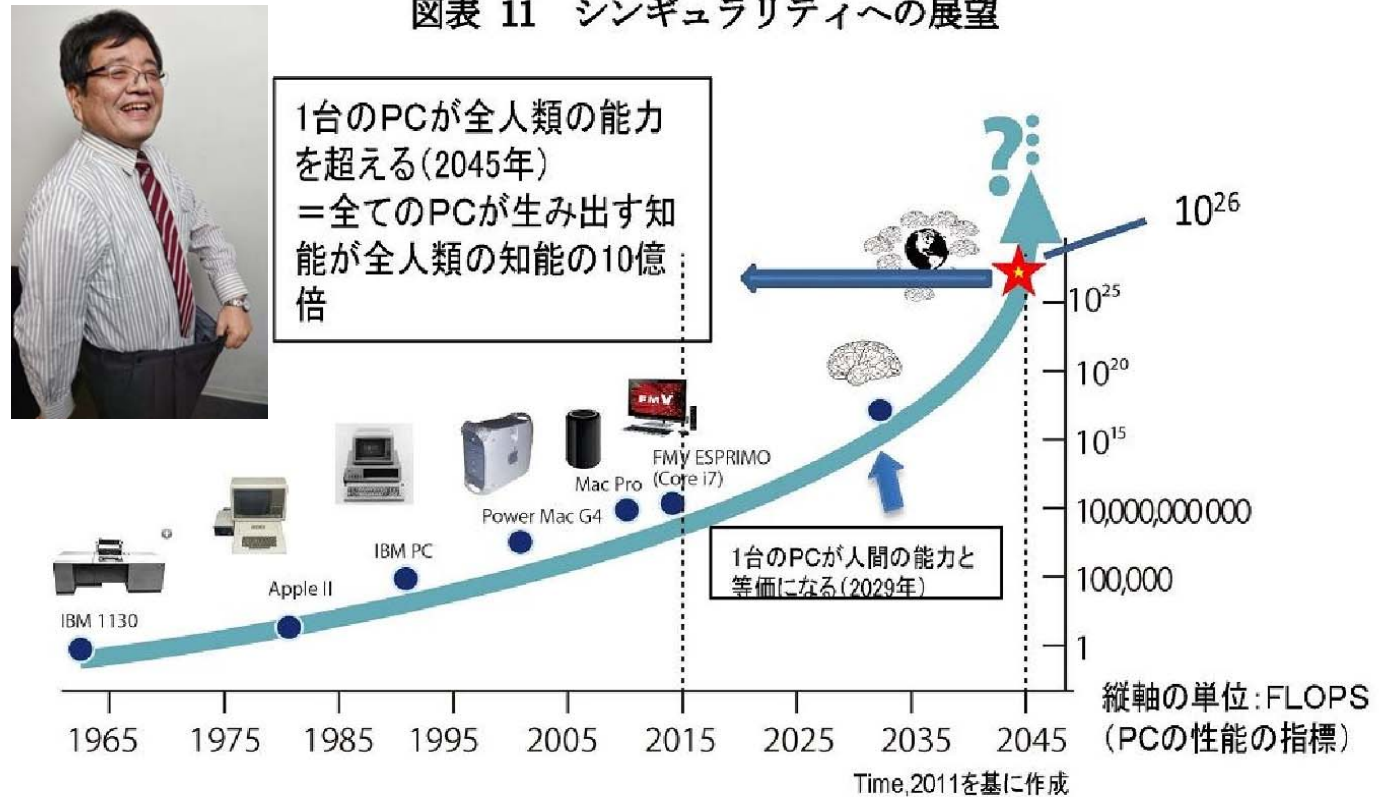 図表 11 シンギュラリティへの展望
1台のPCが全人類の能力
を超える(2045年)
=全てのPCが生み出す知
能が全人類の知能の10億
倍
?
10²⁶
10²⁵
10²⁰
10¹⁵
10,000,000,000
100,000
1
FMV
FMV ESPRIMO
(Core i7)
Mac Pro
Power Mac G4
IBM PC
Apple II
IBM 1130
1台のPCが人間の能力と
等価になる(2029年)
縦軸の単位:FLOPS
(PCの性能の指標)
1965 1975 1985 1995 2005 2015 2025 2035 2045
Time,2011を基に作成